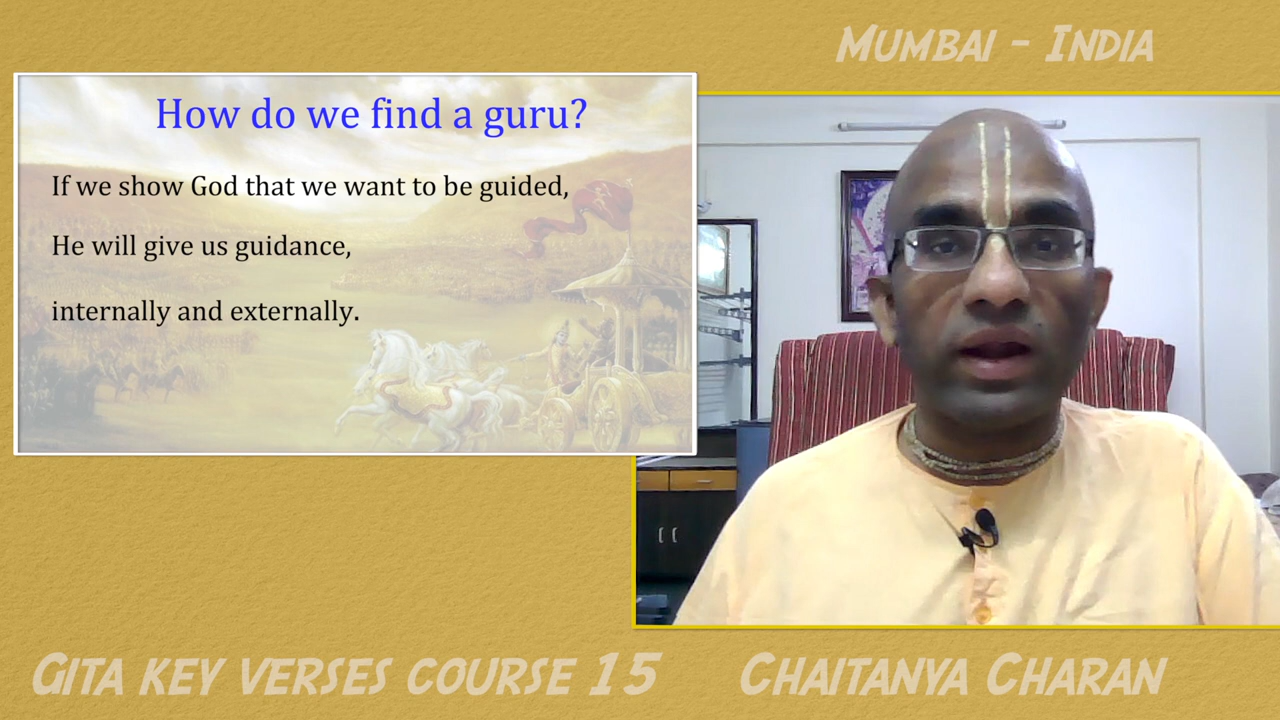 MUMBAI - INDIA
How do we find a guru?
If we show God that we want to be guided,
He will give us guidance,
internally and externally.
GITA KEY VERSES COURSE 15
CHAITANYA CHARAN